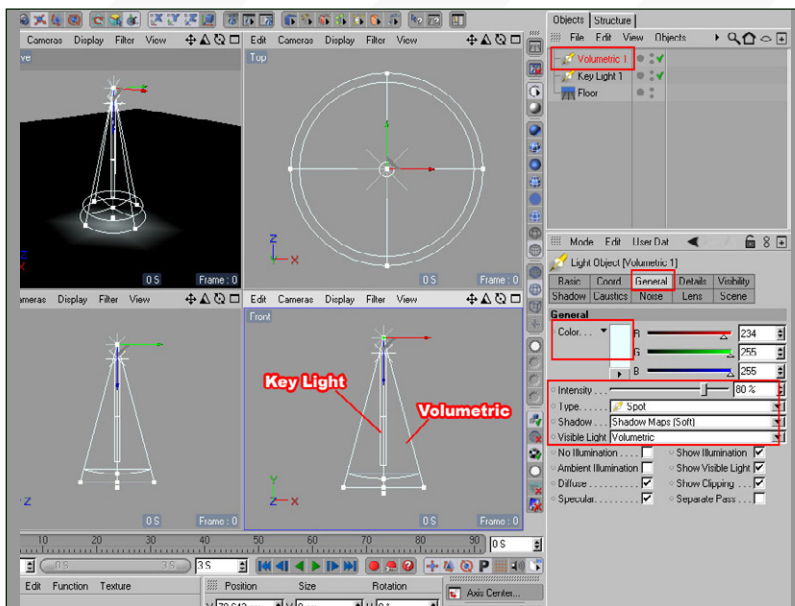 Objects Structure
Cameras Display Filter View
Edit Cameras Display Filter View
File Edit View Objects
ve
Top
Volumetric 1
Key Light 1
Floor
Z
X
0 S Frame : 0
0 S Frame : 0
Mode Edit User Dat
Light Object [Volumetric 1]
Basic Coord. General Details Visibility
Shadow Caustics Noise Lens Scene
General
Color. . . R 234
G 255
B 255
Intensity . . . 80 %
Type. . . . . . Spot
Shadow . . . Shadow Maps (Soft)
Visible Light Volumetric
No Illumination . . . . Show Illumination
Ambient Illumination Show Visible Light
Diffuse . . . . . . . . . Show Clipping . . .
Specular. . . . . . . . . Separate Pass . . .
ameras Display Filter View
Edit Cameras Display Filter View
Front
Key Light
Volumetric
Y
Z X
Z
0 S Frame : 0
0 S Frame : 0
10 20 30 40 50 60 70 80 90 0 S
0 S 3 S 3 S
P
Edit Function Texture
Position Size Rotation
Axis Center...